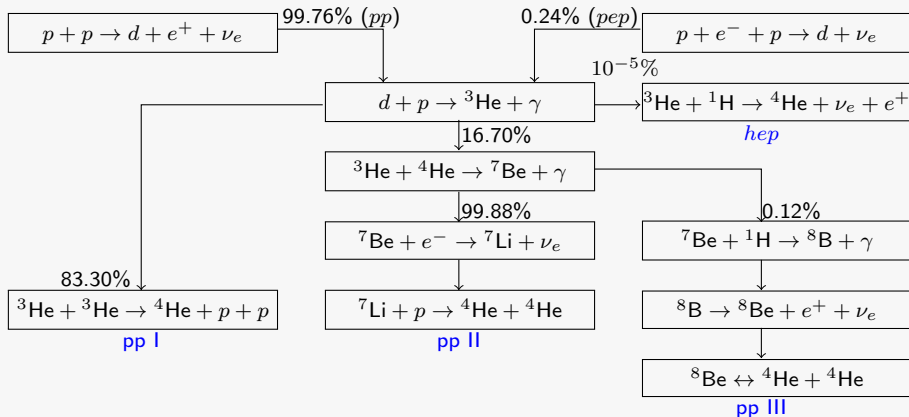 99.76% (pp) 0.24% (pep)
p + p → d + e⁺ + νₑ
p + e⁻ + p → d + νₑ
10⁻⁵%
d + p → ³He + γ
³He + ¹H → ⁴He + νₑ + e⁺
hep
16.70%
³He + ⁴He → ⁷Be + γ
99.88%
0.12%
⁷Be + e⁻ → ⁷Li + νₑ
⁷Be + ¹H → ⁸B + γ
83.30%
³He + ³He → ⁴He + p + p
⁷Li + p → ⁴He + ⁴He
⁸B → ⁸Be + e⁺ + νₑ
pp I
pp II
⁸Be ↔ ⁴He + ⁴He
pp III